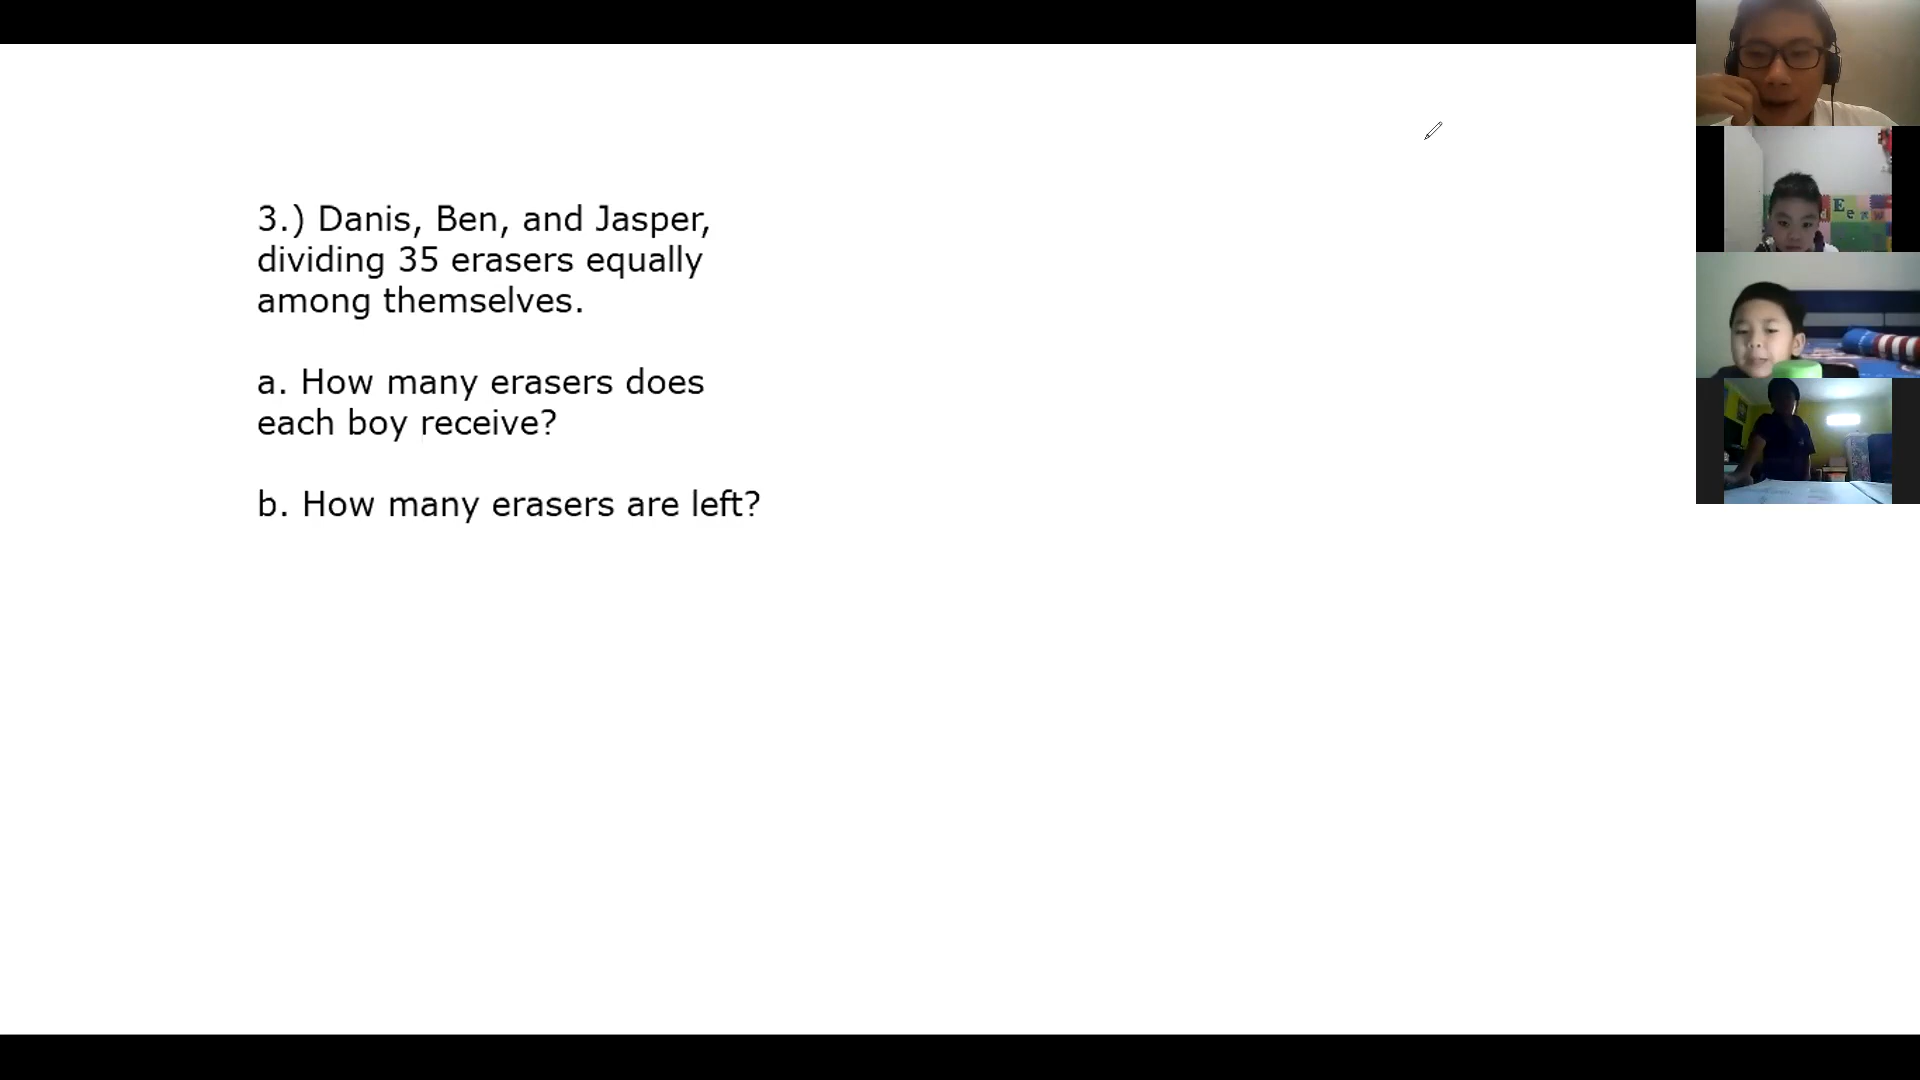 3.) Danis, Ben, and Jasper,
dividing 35 erasers equally
among themselves.
a. How many erasers does
each boy receive?
b. How many erasers are left?